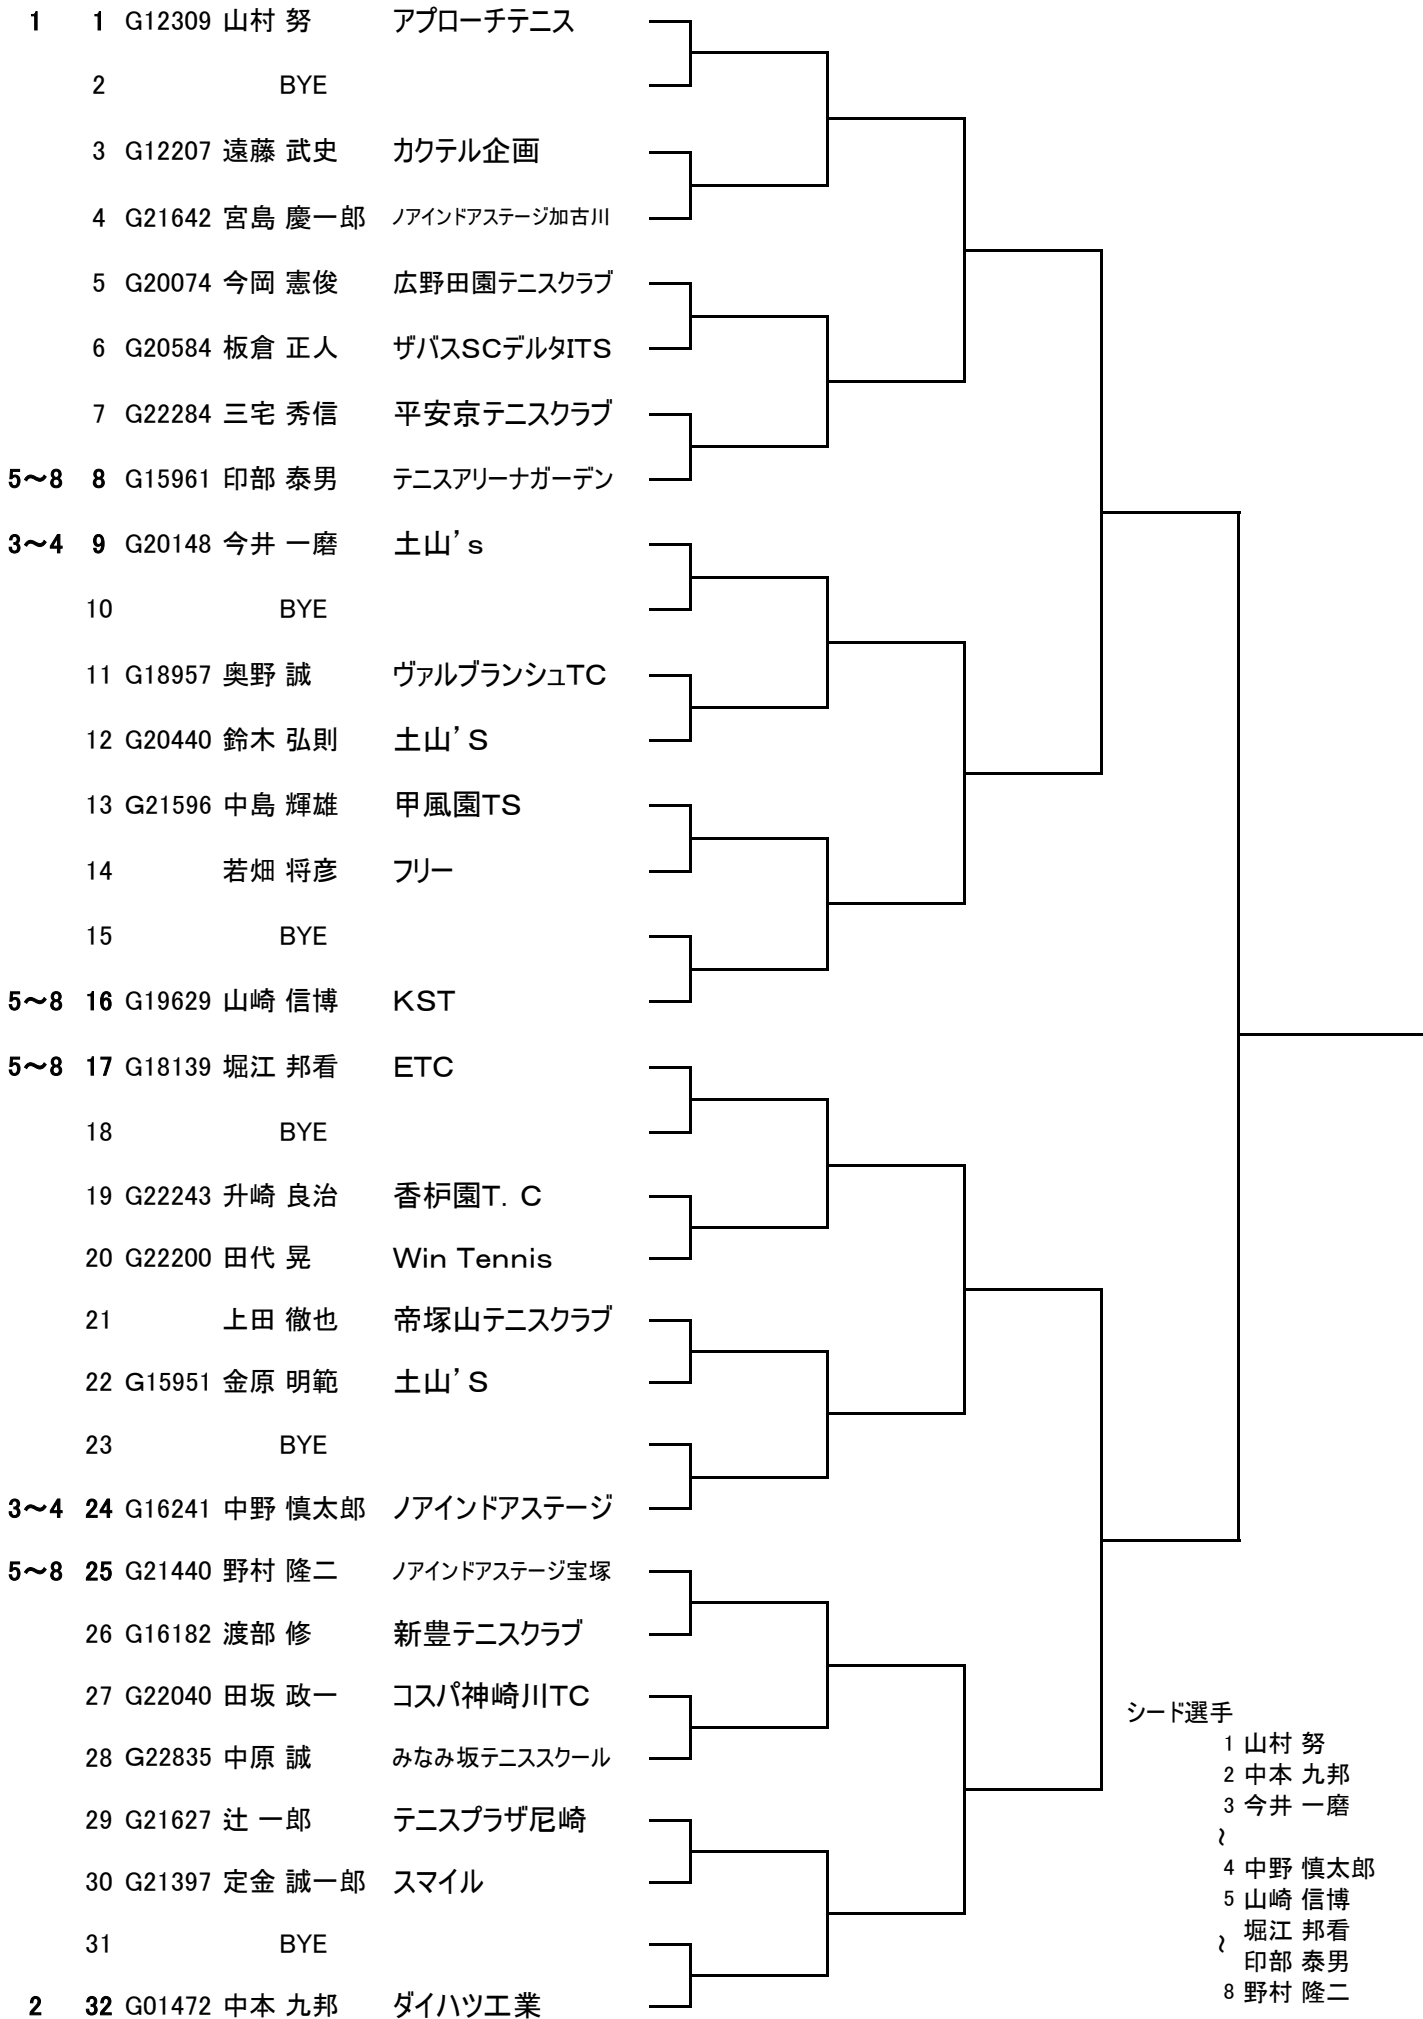 1 1 G12309 山村 努 アプローチテニス
2 BYE
3 G12207 遠藤 武史 カクテル企画
4 G21642 宮島 慶一郎 ノアインドアステージ加古川
5 G20074 今岡 憲俊 広野田園テニスクラブ
6 G20584 板倉 正人 ザバスSCデルタITS
7 G22284 三宅 秀信 平安京テニスクラブ
5～8 8 G15961 印部 泰男 テニスアリーナガーデン
3～4 9 G20148 今井 一磨 土山’s
10 BYE
11 G18957 奥野 誠 ヴァルブランシュTC
12 G20440 鈴木 弘則 土山’S
13 G21596 中島 輝雄 甲風園TS
14 若畑 将彦 フリー
15 BYE
5～8 16 G19629 山崎 信博 KST
5～8 17 G18139 堀江 邦看 ETC
18 BYE
19 G22243 升崎 良治 香枦園T. C
20 G22200 田代 晃 Win Tennis
21 上田 徹也 帝塚山テニスクラブ
22 G15951 金原 明範 土山’S
23 BYE
3～4 24 G16241 中野 慎太郎 ノアインドアステージ
5～8 25 G21440 野村 隆二 ノアインドアステージ宝塚
26 G16182 渡部 修 新豊テニスクラブ
27 G22040 田坂 政一 コスパ神崎川TC
28 G22835 中原 誠 みなみ坂テニススクール
29 G21627 辻 一郎 テニスプラザ尼崎
30 G21397 定金 誠一郎 スマイル
31 BYE
2 32 G01472 中本 九邦 ダイハツ工業
シード選手
1 山村 努
2 中本 九邦
3 今井 一磨
～
4 中野 慎太郎
5 山崎 信博
堀江 邦看
～
印部 泰男
8 野村 隆二